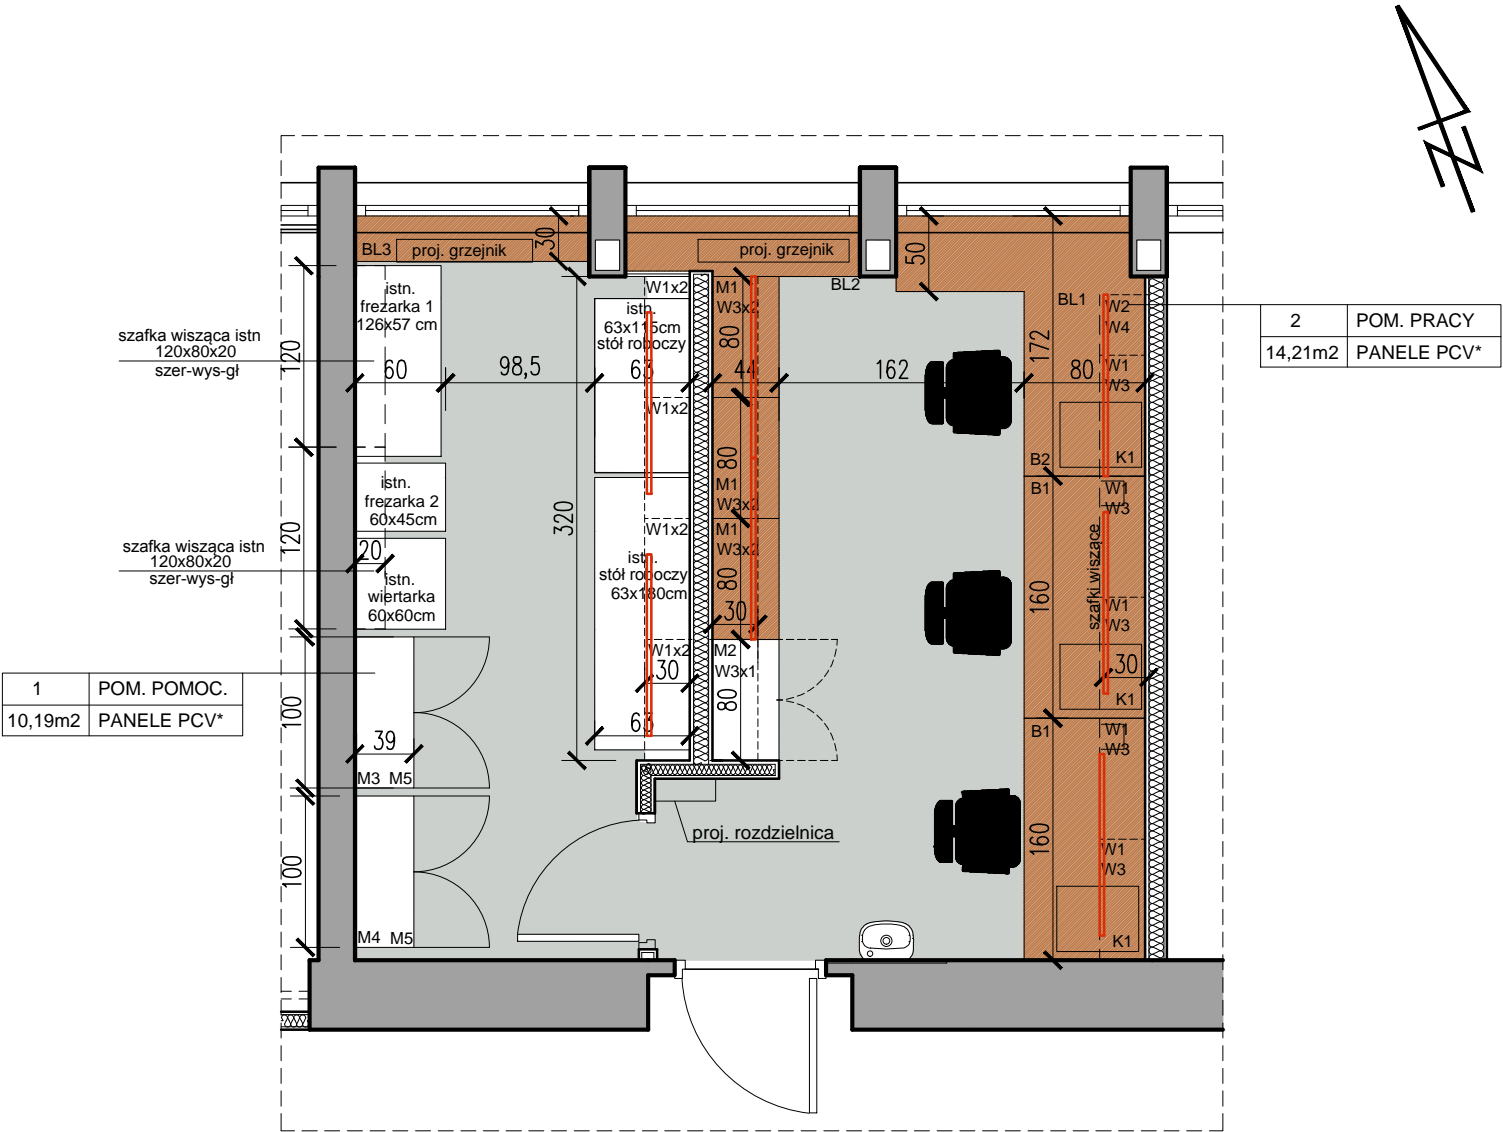 BL3
proj. grzejnik
30
proj. grzejnik
50
BL2
BL1
istn.
frezarka 1
126x57 cm
szafka wisząca istn
120x80x20
szer-wys-gł
120
60
98,5
W1x2
istn.
63x115cm
stół roboczy
63
W1x2
M1
W3x2
80
44
162
172
80
W2
W4
W1
W3
B2
K1
2
POM. PRACY
14,21m2
PANELE PCV*
istn.
frezarka 2
60x45cm
szafka wisząca istn
120x80x20
szer-wys-gł
120
20
istn.
wiertarka
60x60cm
320
W1x2
istn.
stół roboczy
63x180cm
W1x2
30
63
80
M1
W3x2
M1
W3x2
80
30
M2
W3x1
80
B1
W1
W3
szafki wiszące
160
W1
W3
30
K1
B1
W1
W3
160
W1
W3
K1
1
POM. POMOC.
10,19m2
PANELE PCV*
100
39
M3 M5
100
M4 M5
proj. rozdzielnica